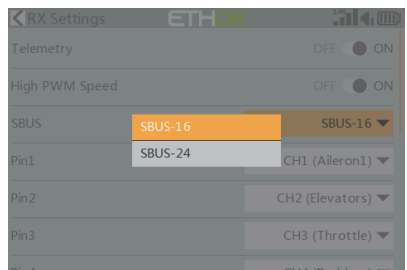 RX Settings ETHOS
Telemetry OFF ON
High PWM Speed OFF ON
SBUS SBUS-16
SBUS-16
SBUS-24
Pin1 CH1 (Aileron1)
Pin2 CH2 (Elevators)
Pin3 CH3 (Throttle)